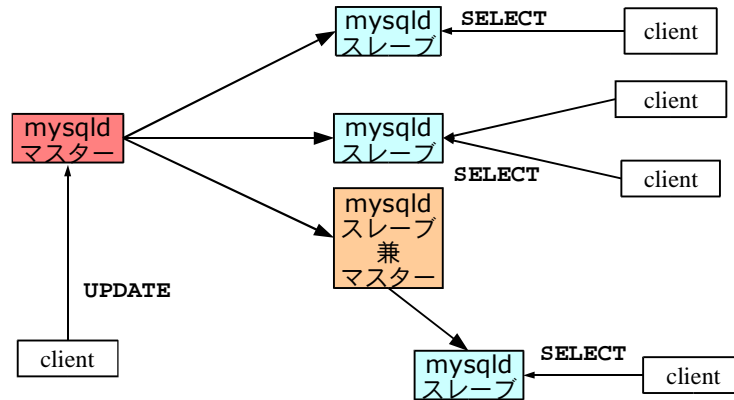 mysqld
スレーブ
SELECT
client
client
mysqld
マスター
mysqld
スレーブ
SELECT
client
mysqld
スレーブ
兼
マスター
UPDATE
client
mysqld
スレーブ
SELECT
client